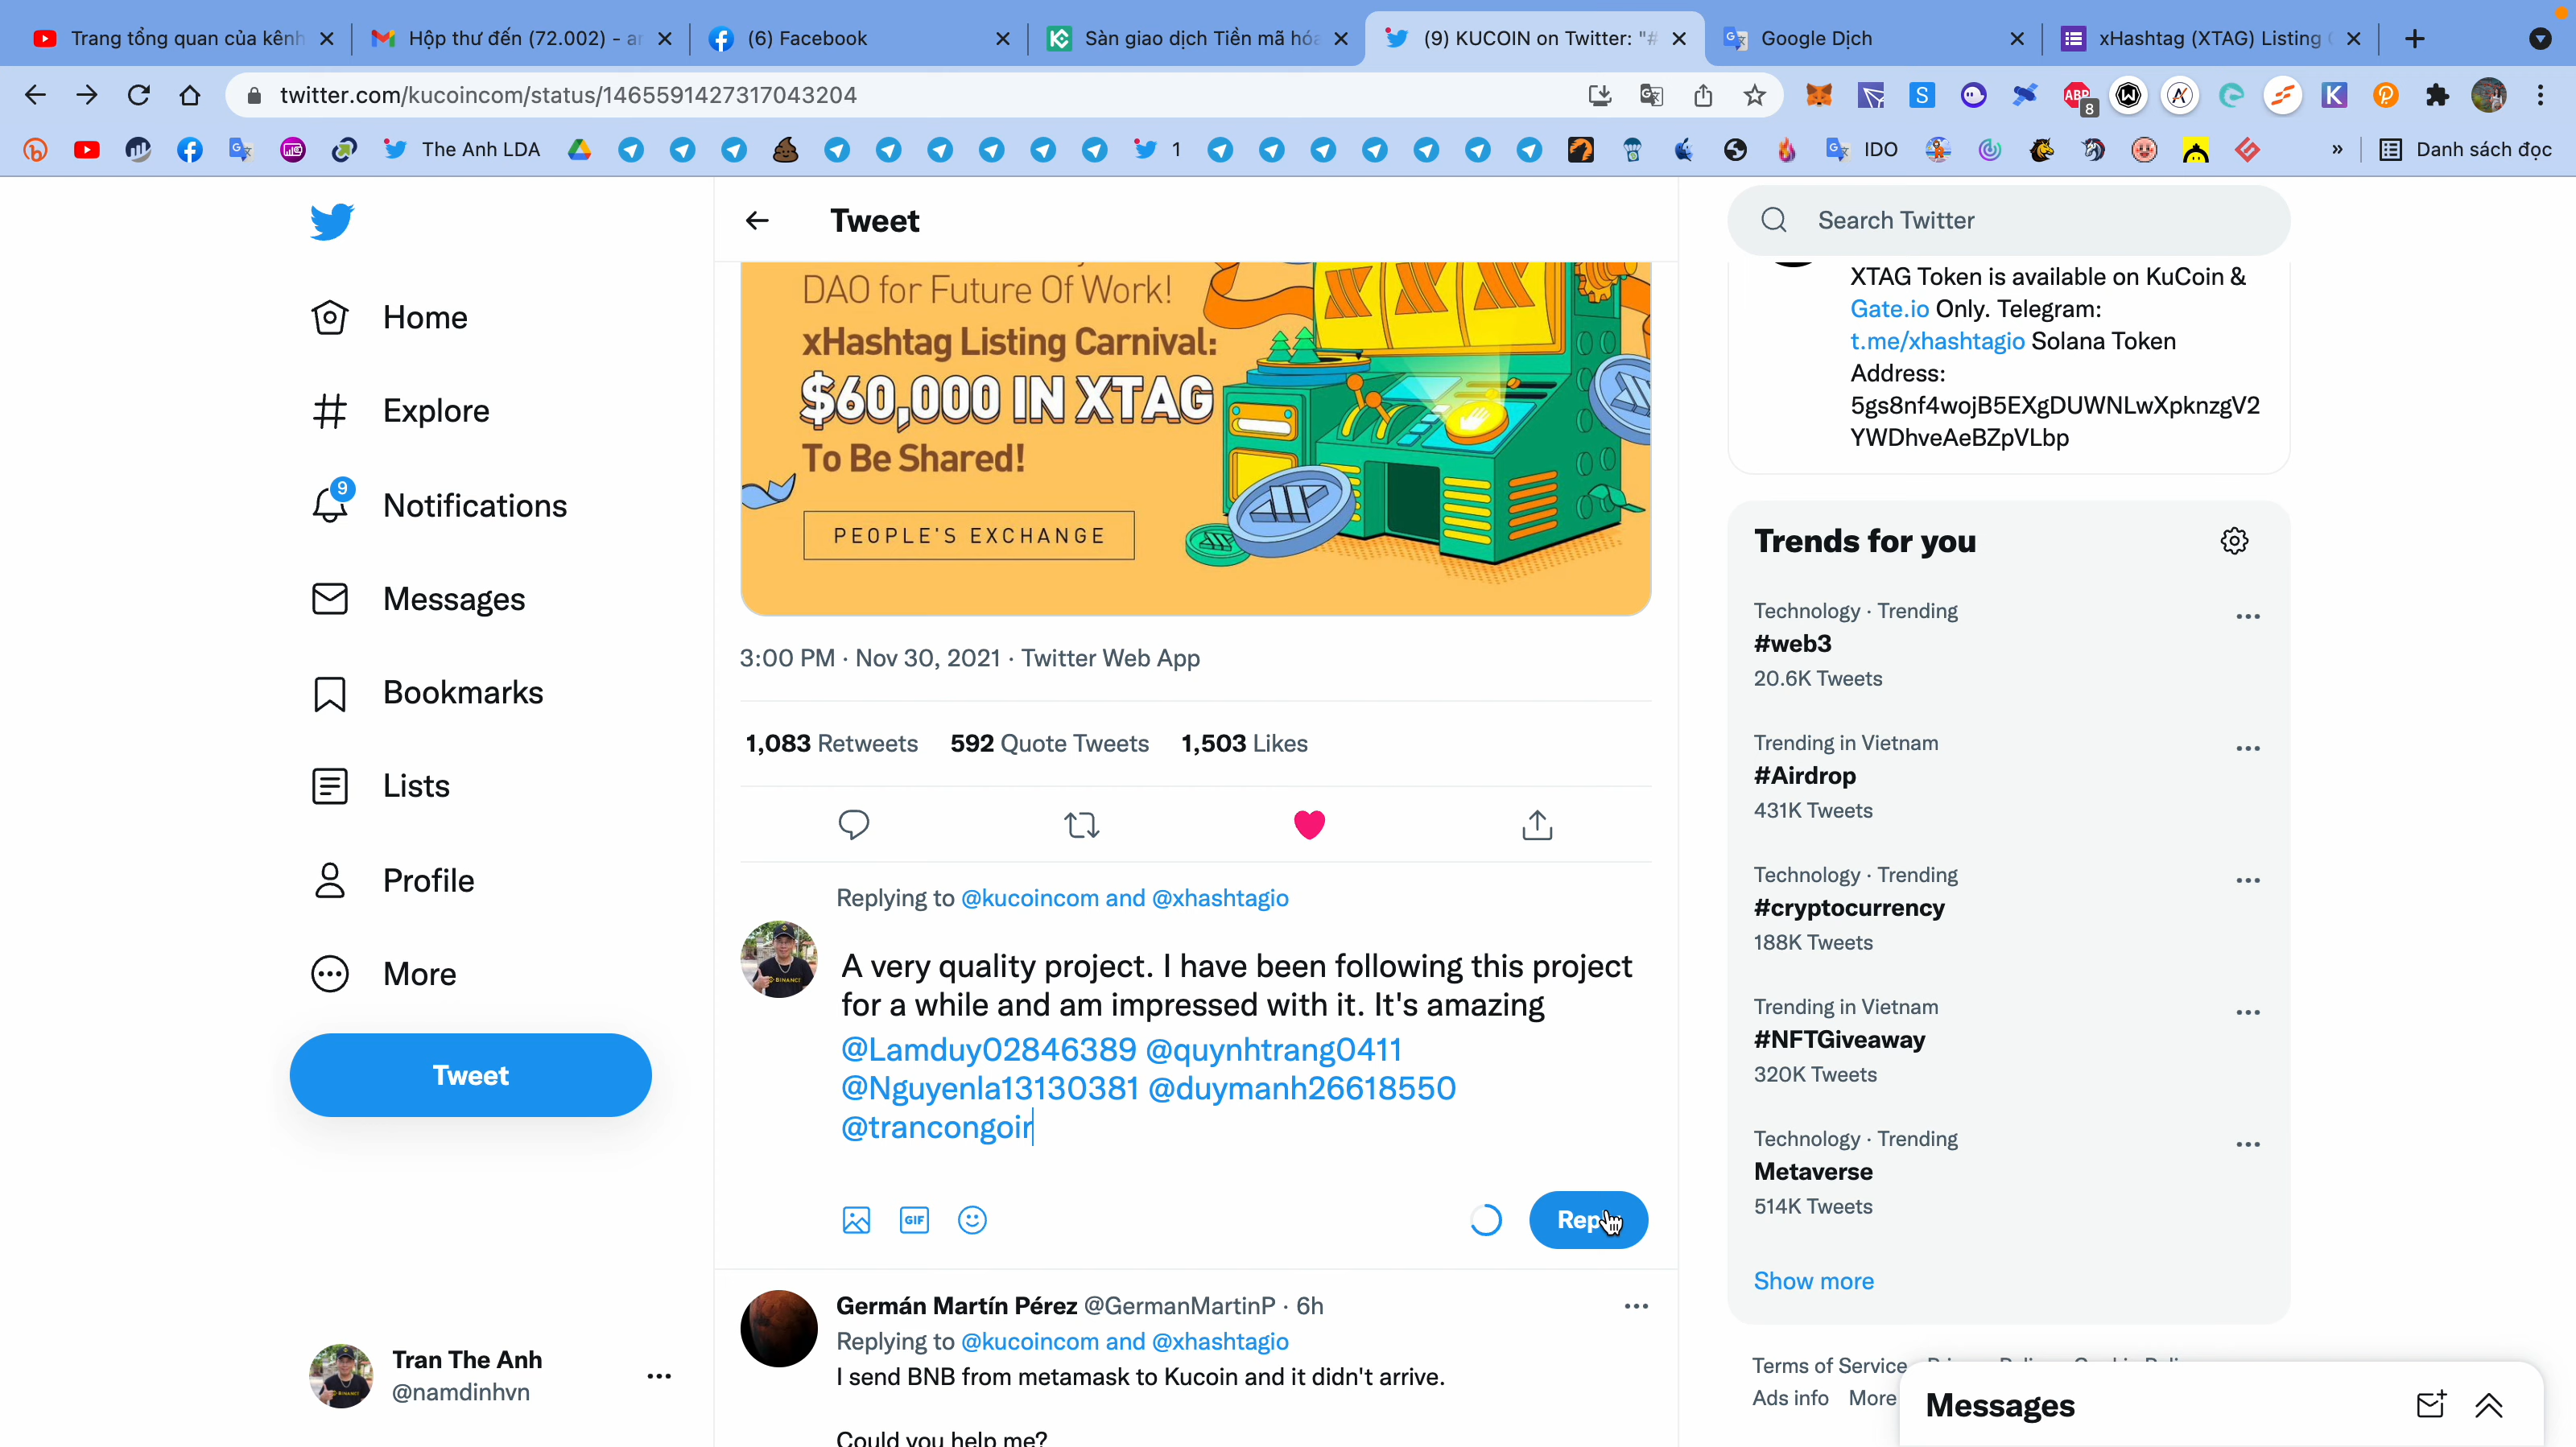 Trang tổng quan của kênh
Hộp thư đến (72.002) - an
(6) Facebook
Sàn giao dịch Tiền mã hóa
(9) KUCOIN on Twitter: "#
Google Dịch
xHashtag (XTAG) Listing
twitter.com/kucoincom/status/1465591427317043204
ABP
8
The Anh LDA
1
IDO
»
Danh sách đọc
Home
Explore
9
Notifications
Messages
Bookmarks
Lists
Profile
More
Tweet
Tran The Anh
@namdinhvn
Tweet
DAO for Future Of Work!
xHashtag Listing Carnival:
$60,000 IN XTAG
To Be Shared!
PEOPLE'S EXCHANGE
3:00 PM · Nov 30, 2021 · Twitter Web App
1,083 Retweets 592 Quote Tweets 1,503 Likes
Replying to @kucoincom and @xhashtagio
A very quality project. I have been following this project
for a while and am impressed with it. It's amazing
@Lamduy02846389 @quynhtrang0411
@Nguyenla13130381 @duymanh26618550
@trancongoir
GIF
Reply
Germán Martín Pérez @GermanMartinP · 6h
Replying to @kucoincom and @xhashtagio
I send BNB from metamask to Kucoin and it didn't arrive.
Could you help me?
Search Twitter
XTAG Token is available on KuCoin &
Gate.io Only. Telegram:
t.me/xhashtagio Solana Token
Address:
5gs8nf4wojB5EXgDUWNLwXpknzgV2
YWDhveAeBZpVLbp
Trends for you
Technology · Trending
#web3
20.6K Tweets
Trending in Vietnam
#Airdrop
431K Tweets
Technology · Trending
#cryptocurrency
188K Tweets
Trending in Vietnam
#NFTGiveaway
320K Tweets
Technology · Trending
Metaverse
514K Tweets
Show more
Terms of Service
Ads info More
Messages